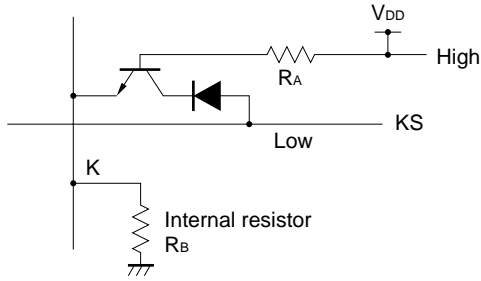 VDD
High
RA
KS
Low
K
Internal resistor
RB